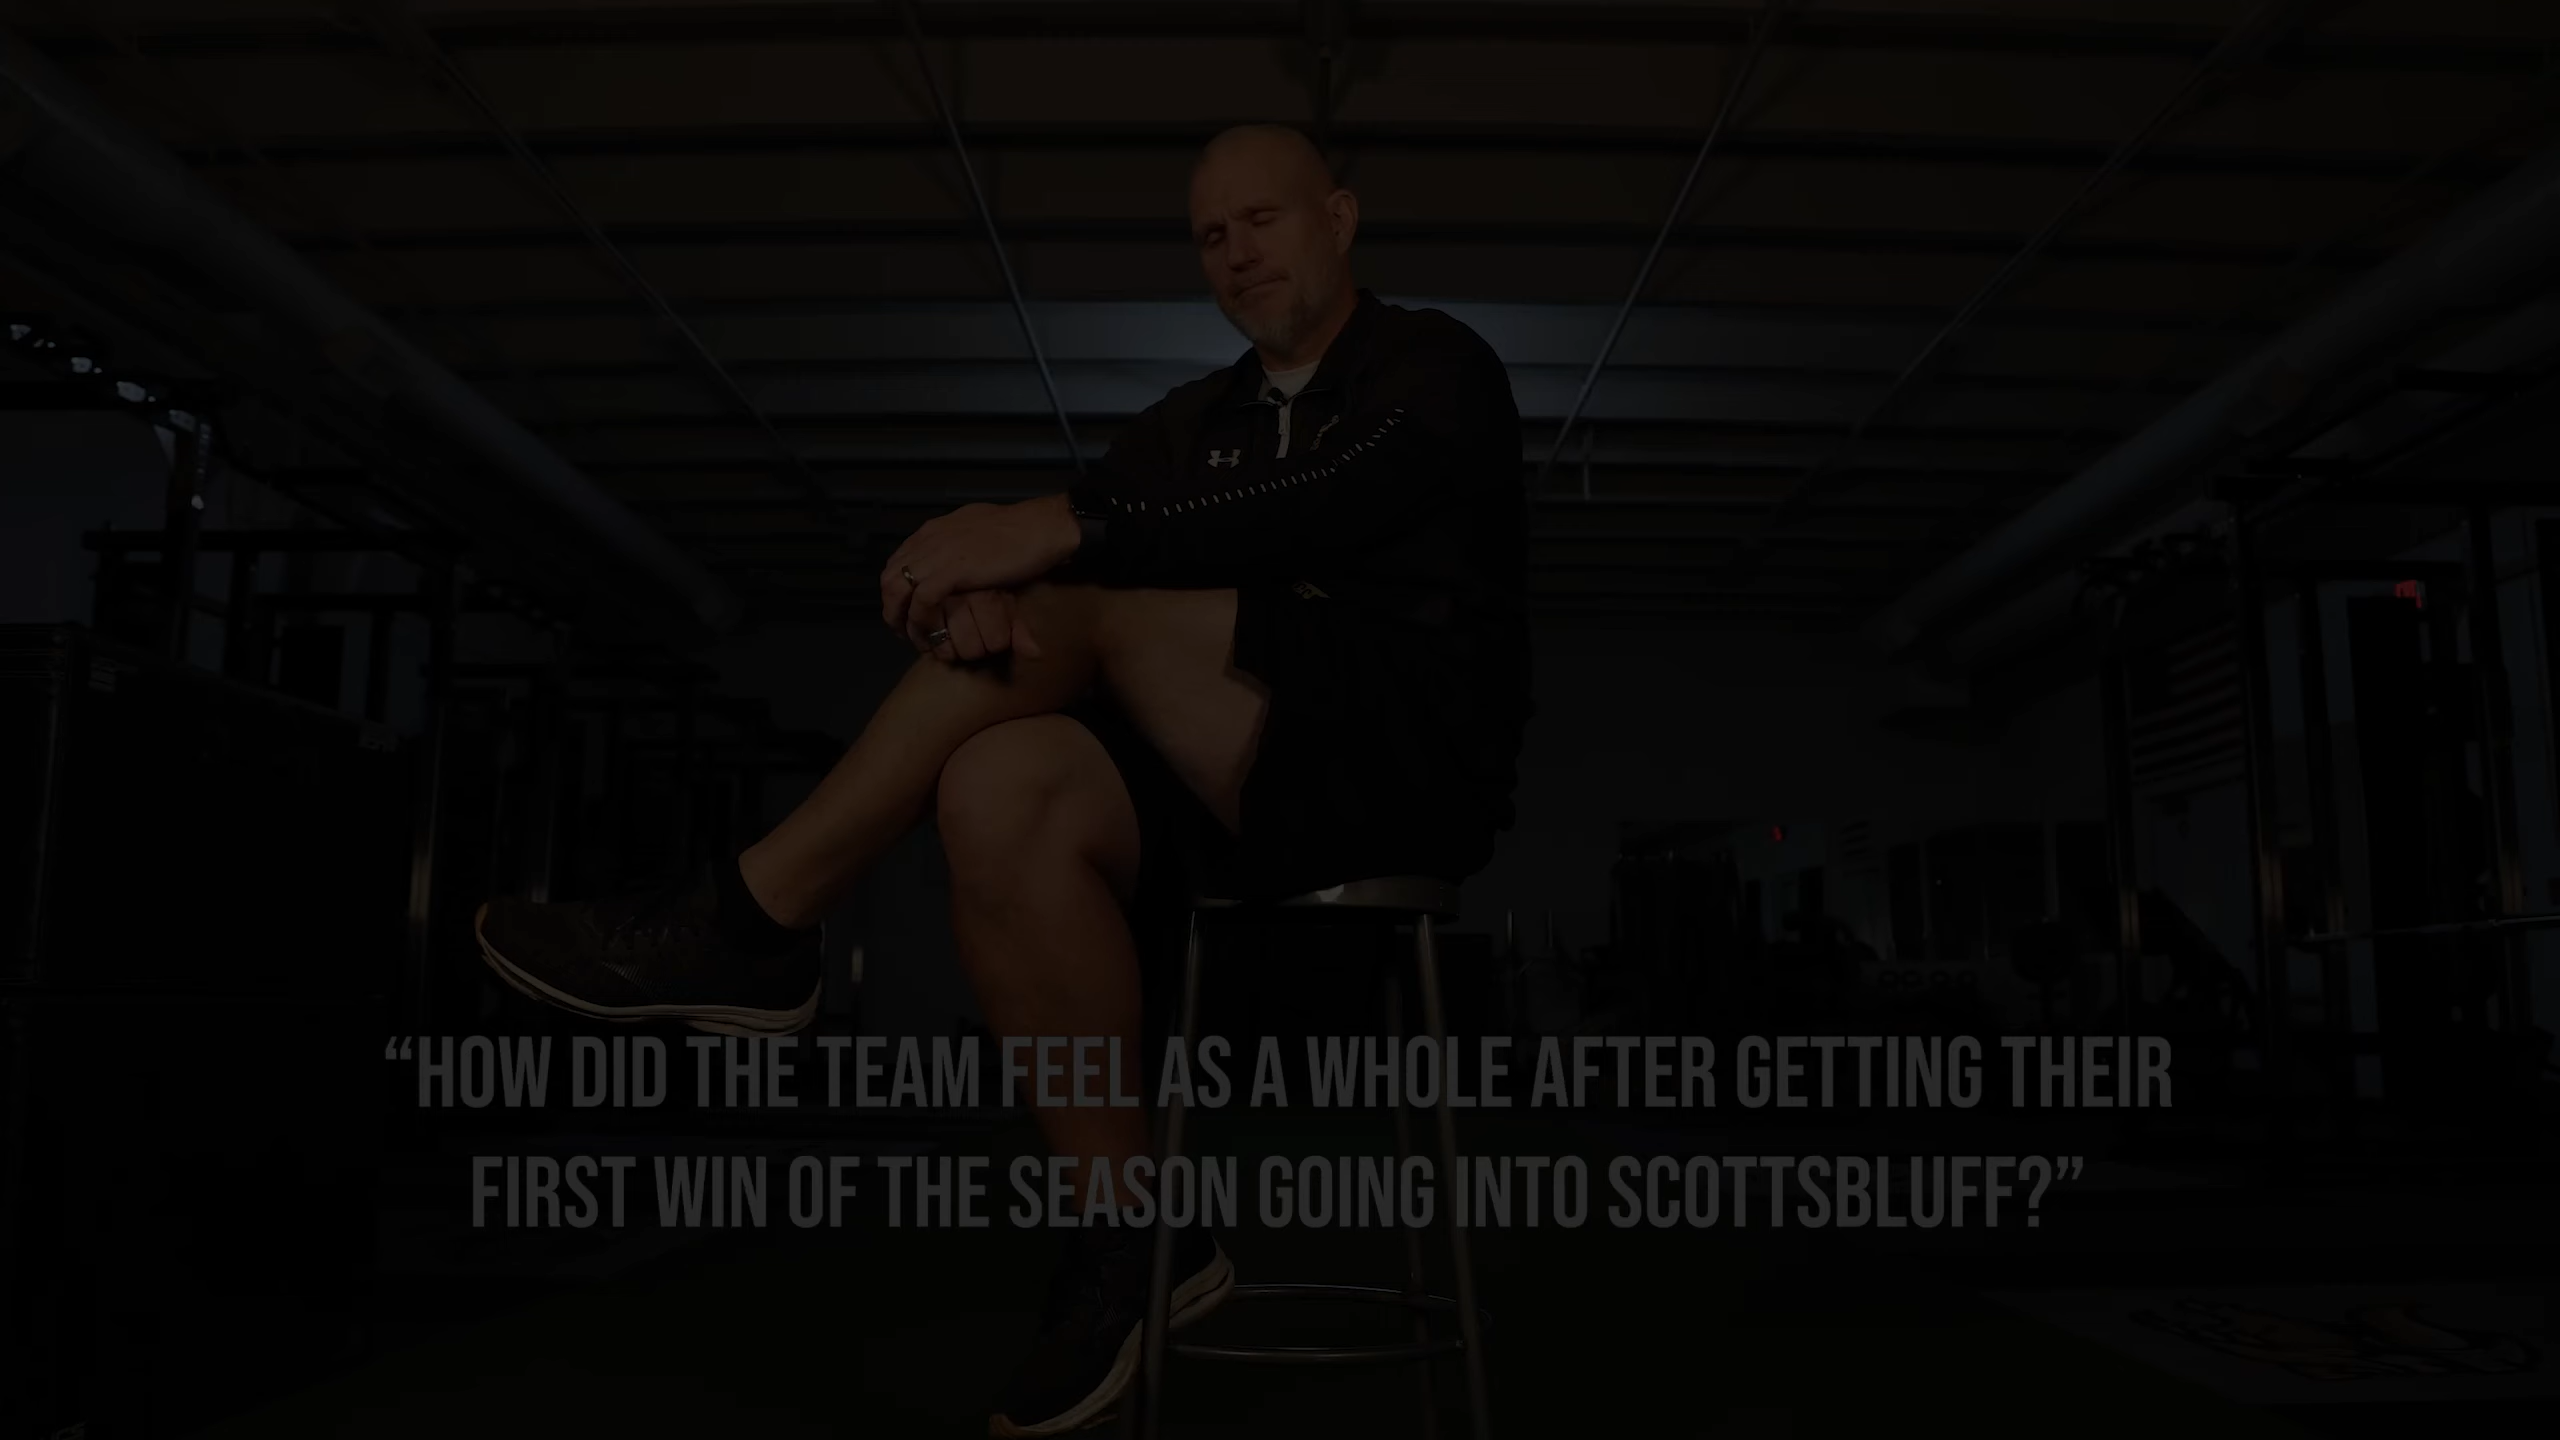 “HOW DID THE TEAM FEEL AS A WHOLE AFTER GETTING THEIR
FIRST WIN OF THE SEASON GOING INTO SCOTTSBLUFF?”